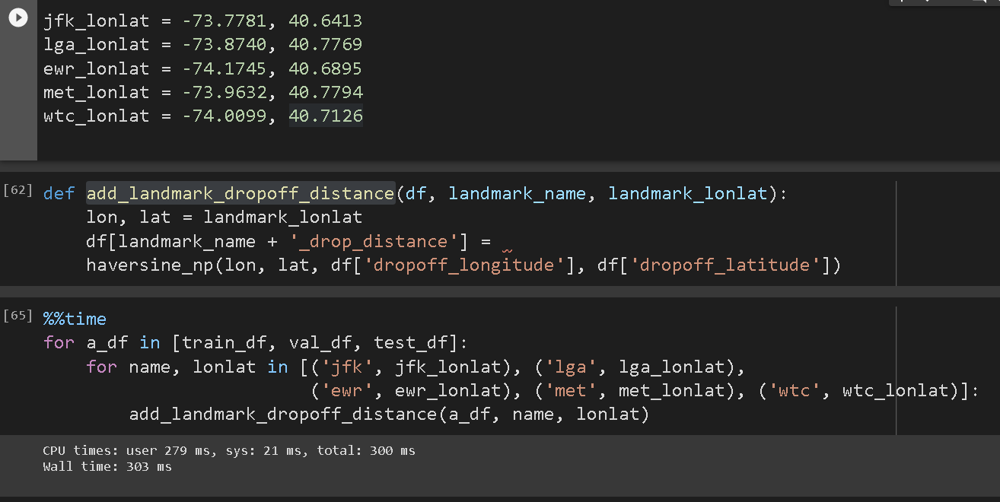 jfk_lonlat = -73.7781, 40.6413
lga_lonlat = -73.8740, 40.7769
ewr_lonlat = -74.1745, 40.6895
met_lonlat = -73.9632, 40.7794
wtc_lonlat = -74.0099, 40.7126
[62] def add_landmark_dropoff_distance(df, landmark_name, landmark_lonlat):
    lon, lat = landmark_lonlat
    df[landmark_name + '_drop_distance'] =
    haversine_np(lon, lat, df['dropoff_longitude'], df['dropoff_latitude'])
[65] %%time
for a_df in [train_df, val_df, test_df]:
    for name, lonlat in [('jfk', jfk_lonlat), ('lga', lga_lonlat),
                         ('ewr', ewr_lonlat), ('met', met_lonlat), ('wtc', wtc_lonlat)]:
        add_landmark_dropoff_distance(a_df, name, lonlat)
CPU times: user 279 ms, sys: 21 ms, total: 300 ms
Wall time: 303 ms